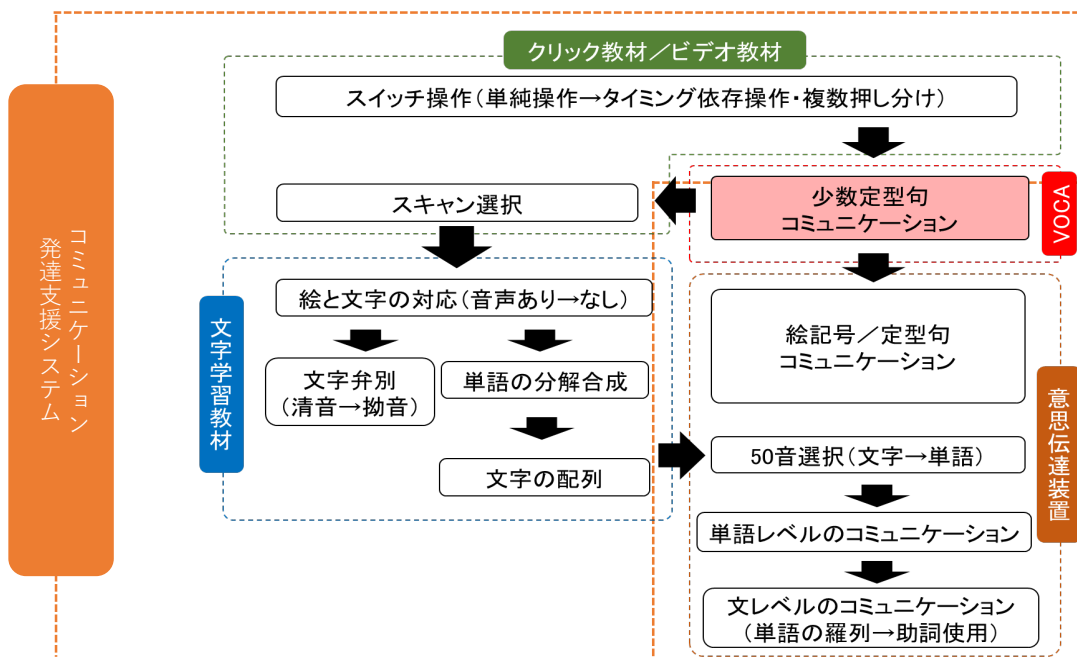 クリック教材／ビデオ教材
スイッチ操作（単純操作→タイミング依存操作・複数押し分け）
少数定型句
コミュニケーション
VOCA
スキャン選択
コミュニケーション
発達支援システム
文字学習教材
絵と文字の対応（音声あり→なし）
文字弁別
（清音→拗音）
単語の分解合成
文字の配列
絵記号／定型句
コミュニケーション
意思伝達装置
50音選択（文字→単語）
単語レベルのコミュニケーション
文レベルのコミュニケーション
（単語の羅列→助詞使用）